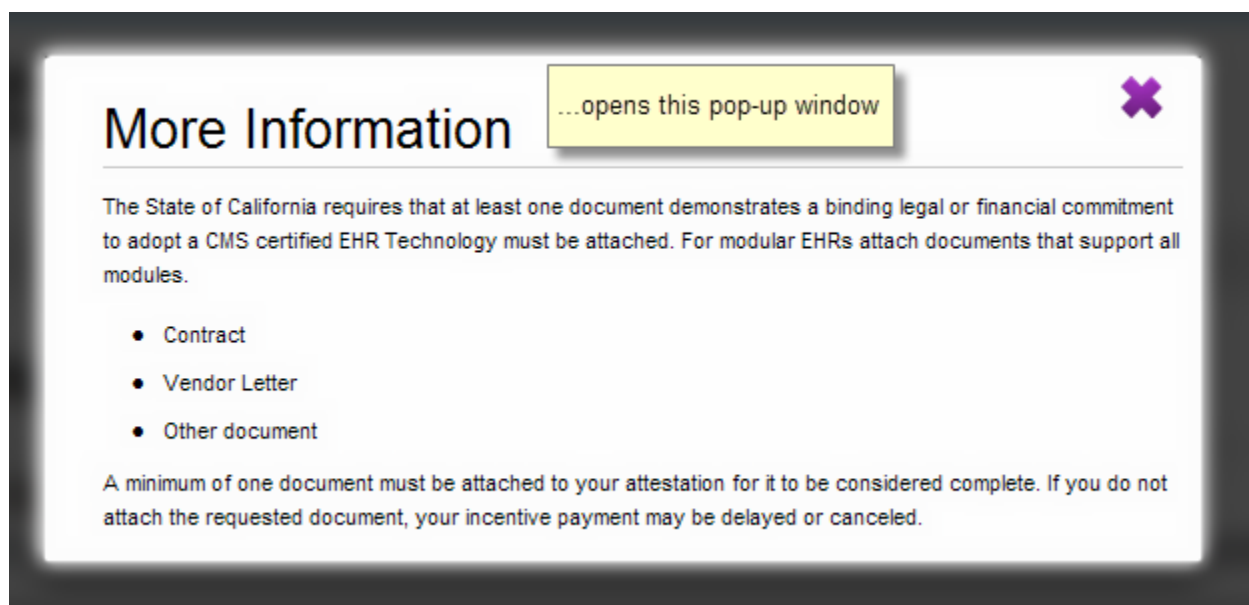 More Information
...opens this pop-up window
The State of California requires that at least one document demonstrates a binding legal or financial commitment
to adopt a CMS certified EHR Technology must be attached. For modular EHRs attach documents that support all
modules.
• Contract
• Vendor Letter
• Other document
A minimum of one document must be attached to your attestation for it to be considered complete. If you do not
attach the requested document, your incentive payment may be delayed or canceled.